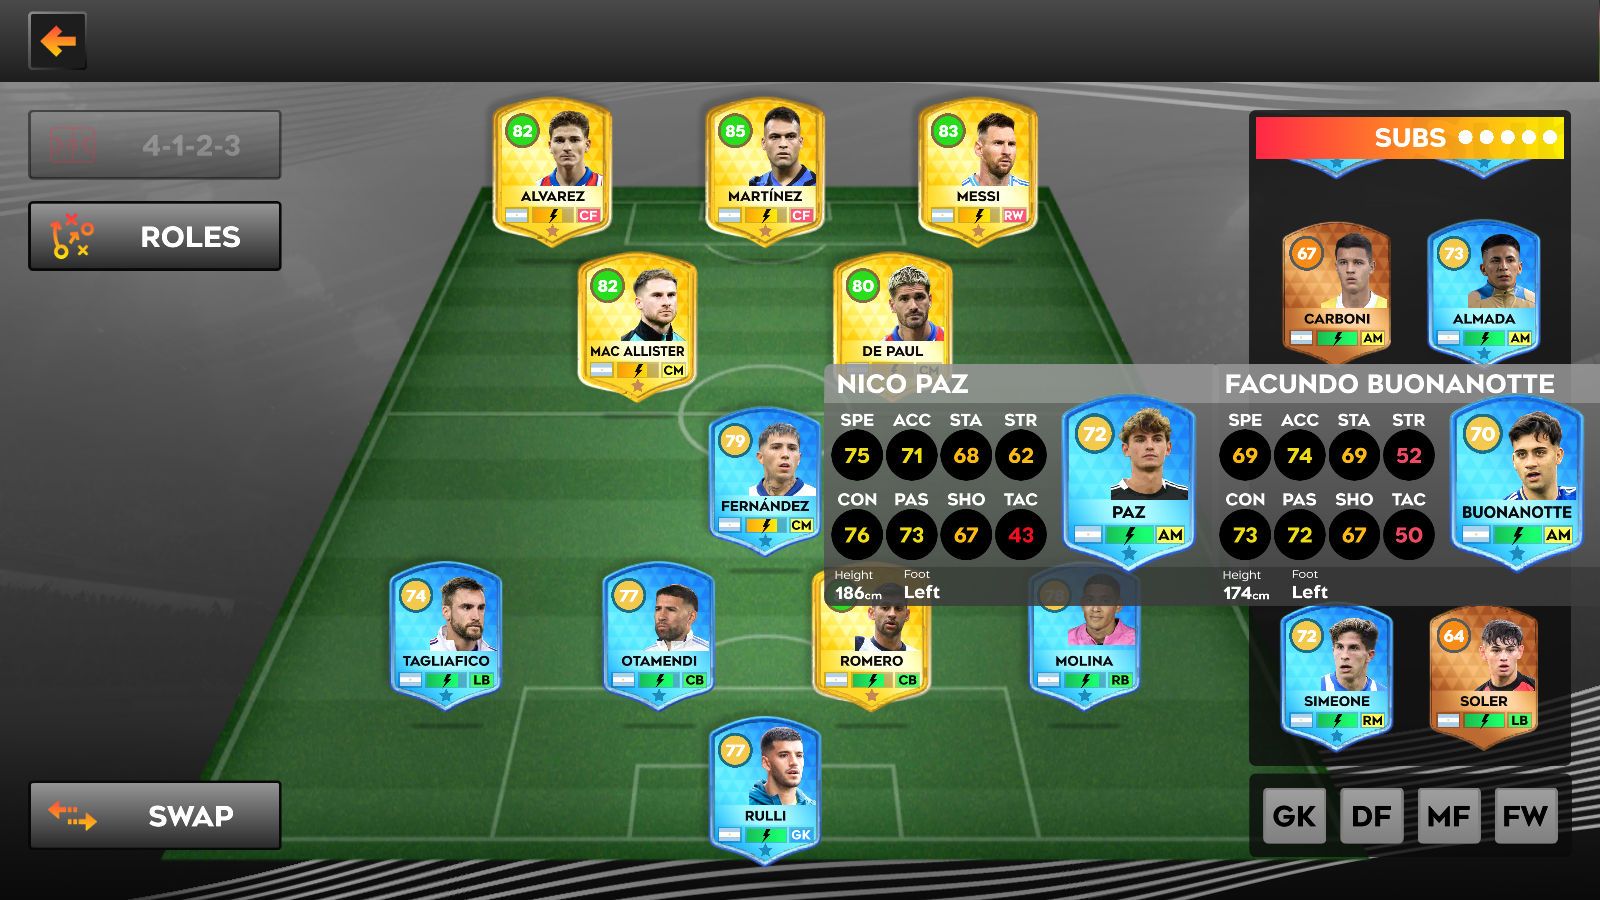 4-1-2-3
ROLES
SWAP
82
ALVAREZ
CF
85
MARTÍNEZ
CF
83
MESSI
RW
82
MAC ALLISTER
CM
80
DE PAUL
CM
79
FERNÁNDEZ
CM
74
TAGLIAFICO
LB
77
OTAMENDI
CB
ROMERO
CB
78
MOLINA
RB
77
RULLI
GK
SUBS
67
CARBONI
AM
73
ALMADA
AM
NICO PAZ
SPE ACC STA STR
75 71 68 62
CON PAS SHO TAC
76 73 67 43
Height Foot
186cm Left
72
PAZ
AM
FACUNDO BUONANOTTE
SPE ACC STA STR
69 74 69 52
CON PAS SHO TAC
73 72 67 50
Height Foot
174cm Left
70
BUONANOTTE
AM
72
SIMEONE
RM
64
SOLER
LB
GK DF MF FW